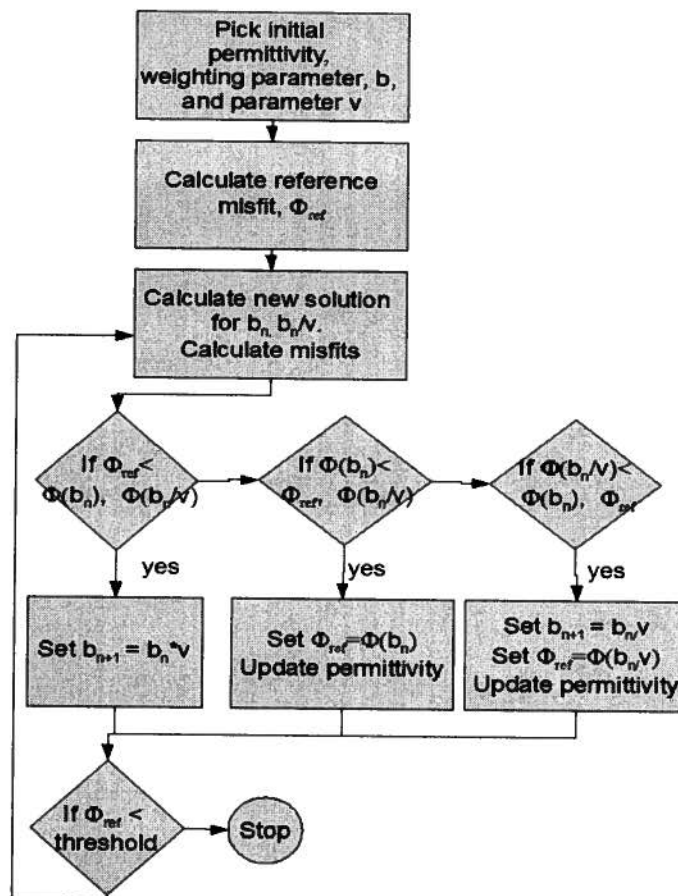 Pick initial
permittivity,
weighting parameter, b,
and parameter v
Calculate reference
misfit, Φref
Calculate new solution
for bn, bn/v.
Calculate misfits
If Φref<
Φ(bn), Φ(bn/v)
If Φ(bn)<
Φref, Φ(bn/v)
If Φ(bn/v)<
Φ(bn), Φref
yes
yes
yes
Set bn+1 = bn*v
Set Φref=Φ(bn)
Update permittivity
Set bn+1 = bn/v
Set Φref=Φ(bn/v)
Update permittivity
If Φref <
threshold
Stop